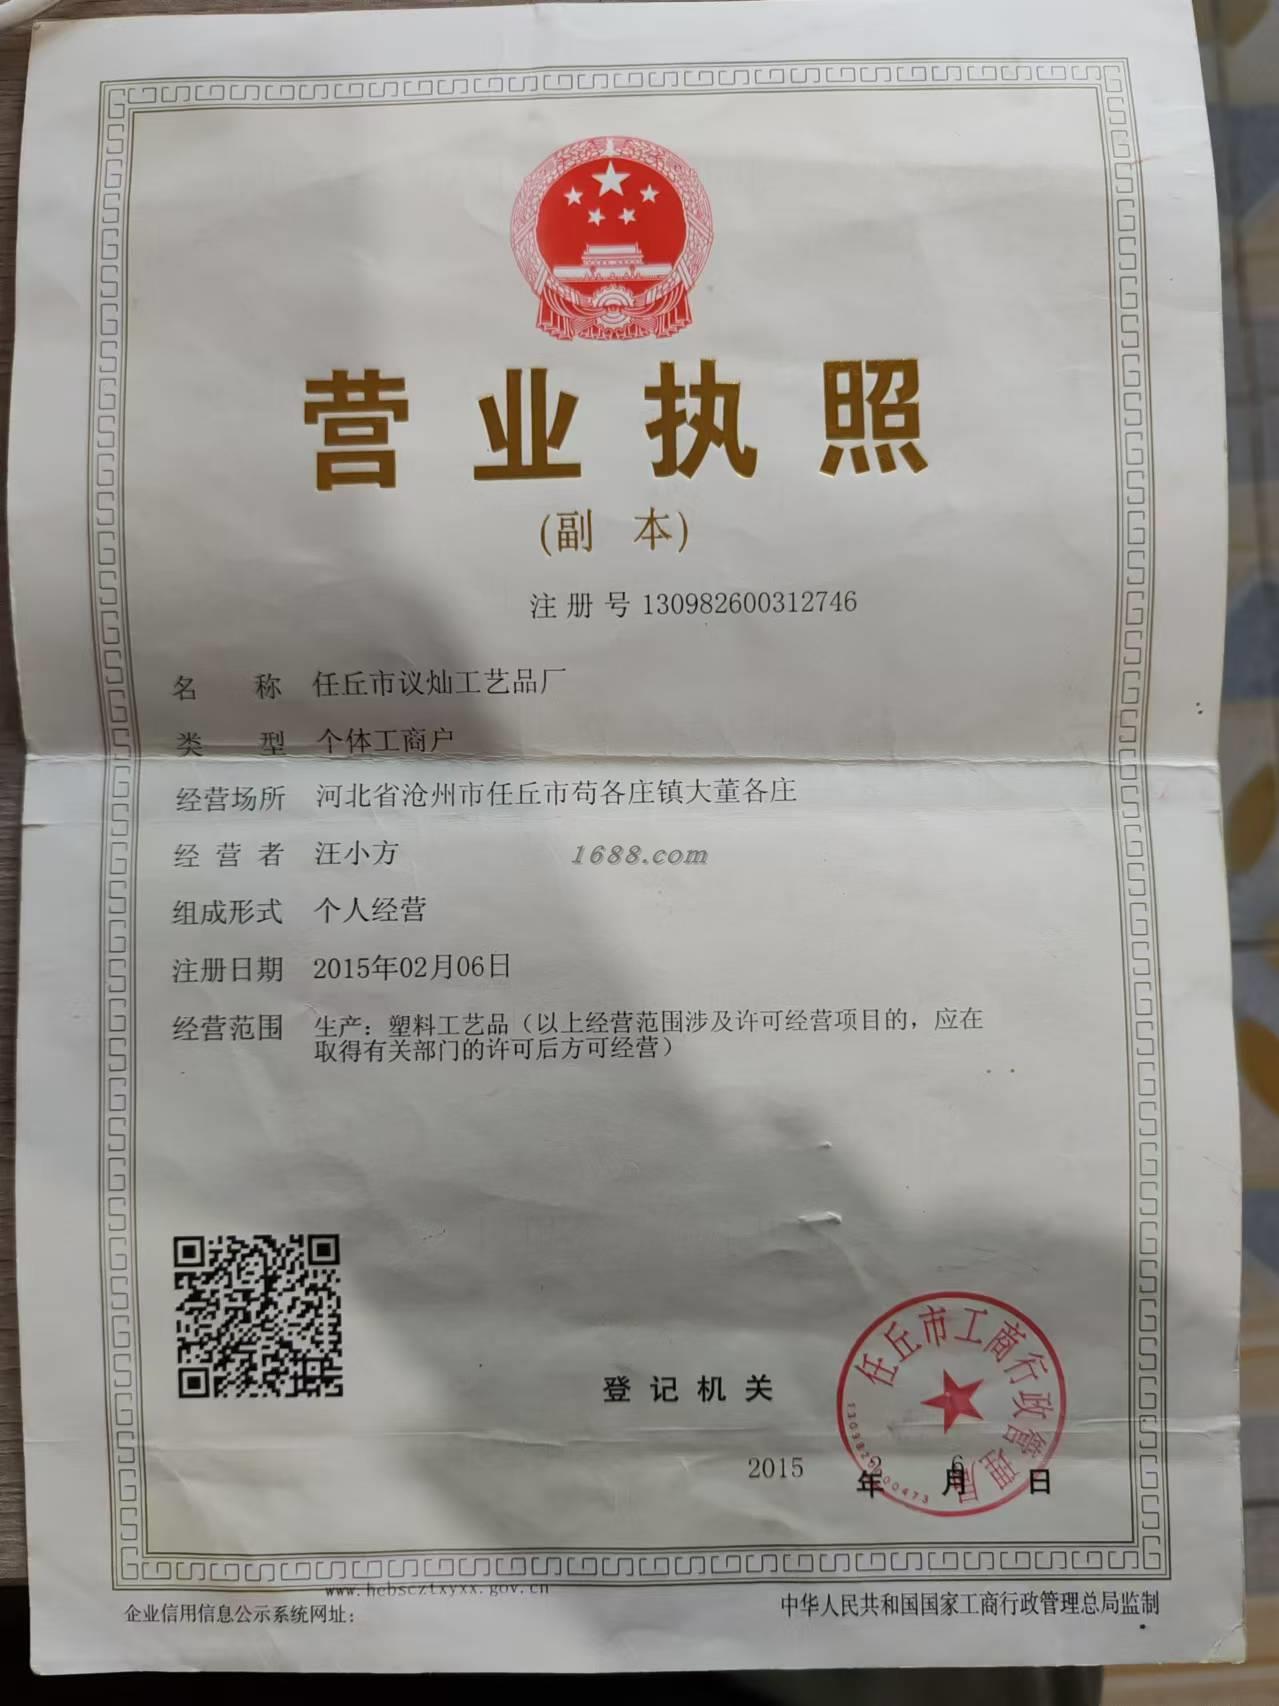 营业执照
(副 本)
注 册 号 130982600312746
名 称 任丘市议灿工艺品厂
类 型 个体工商户
经营场所 河北省沧州市任丘市苟各庄镇大董各庄
经 营 者 汪小方
1688.com
组成形式 个人经营
注册日期 2015年02月06日
经营范围 生产：塑料工艺品（以上经营范围涉及许可经营项目的，应在
取得有关部门的许可后方可经营）
登 记 机 关
任丘市工商行政管理局
2015 年 2 月 6 日
www.hebscztxyxx.gov.cn
企业信用信息公示系统网址：
中华人民共和国国家工商行政管理总局监制